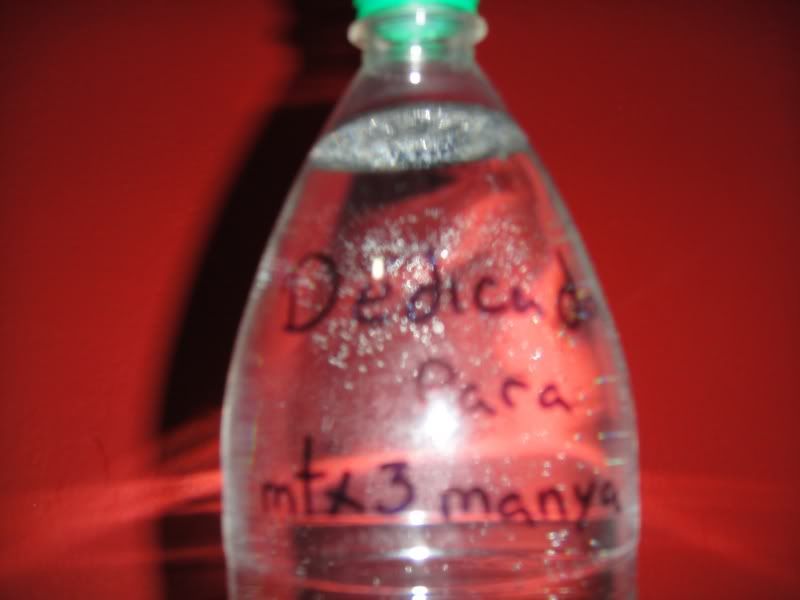 Dedicado
Para
mtx3 manya